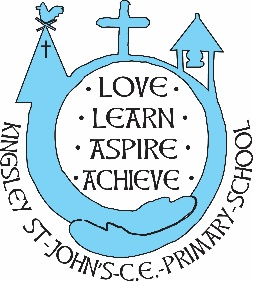 · LOVE ·
· LEARN ·
· ASPIRE ·
· ACHIEVE ·
KINGSLEY ST-JOHN'S-C.E.-PRIMARY-SCHOOL